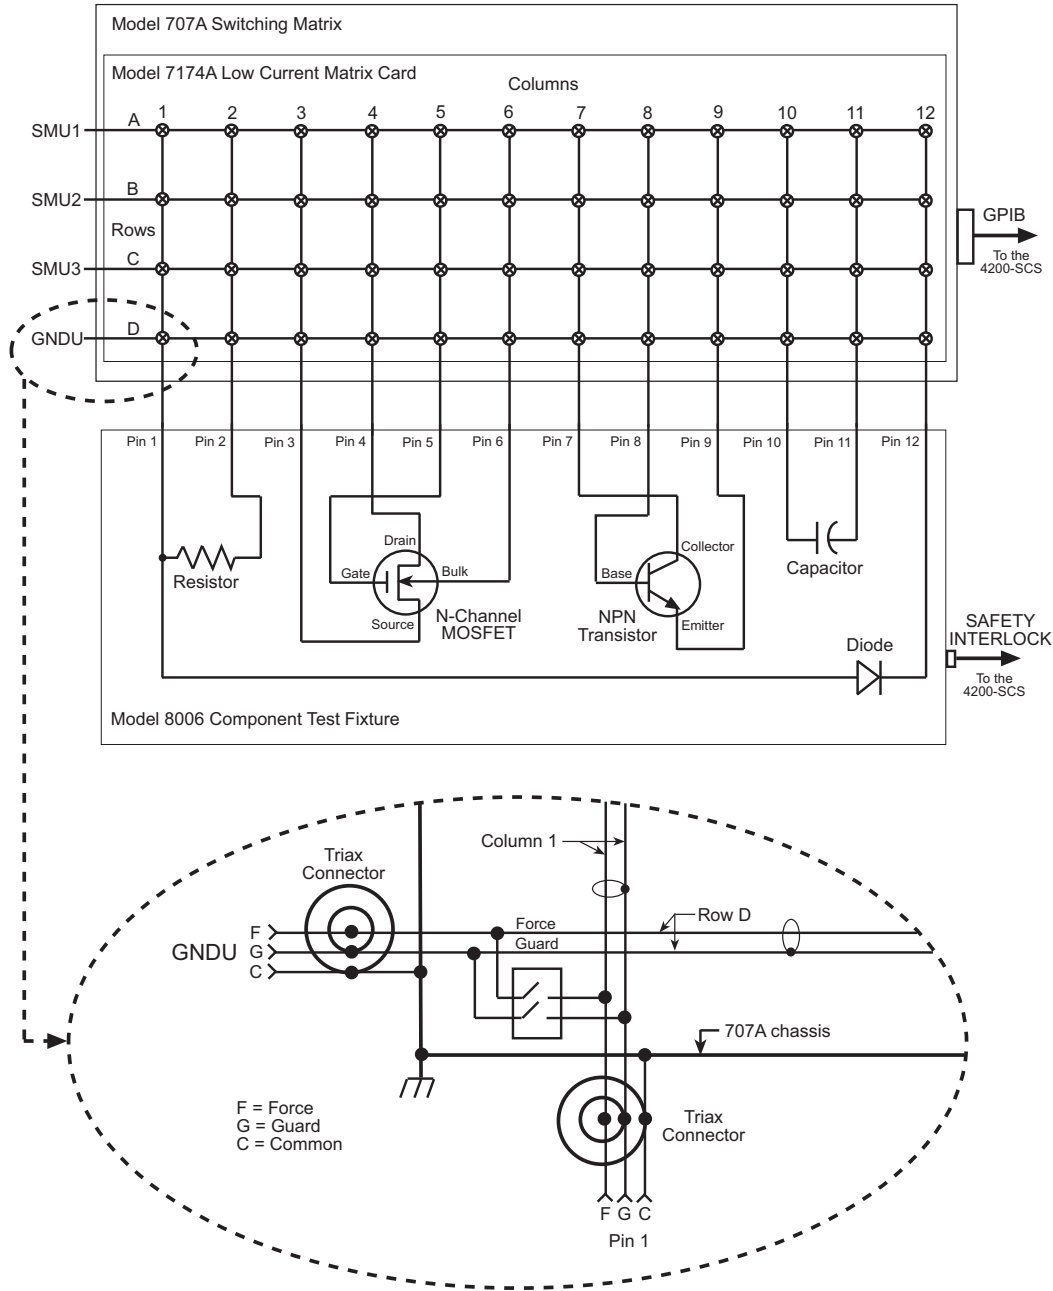 Model 707A Switching Matrix
Model 7174A Low Current Matrix Card
Columns
1 2 3 4 5 6 7 8 9 10 11 12
SMU1 A
SMU2 B
Rows
SMU3 C
GNDU D
GPIB
To the
4200-SCS
Pin 1 Pin 2 Pin 3 Pin 4 Pin 5 Pin 6 Pin 7 Pin 8 Pin 9 Pin 10 Pin 11 Pin 12
Resistor
Drain
Gate
Bulk
Source
N-Channel
MOSFET
Collector
Base
Emitter
NPN
Transistor
Capacitor
Diode
SAFETY
INTERLOCK
To the
4200-SCS
Model 8006 Component Test Fixture
Column 1
Triax
Connector
Row D
Force
Guard
GNDU
F
G
C
707A chassis
F = Force
G = Guard
C = Common
Triax
Connector
F G C
Pin 1